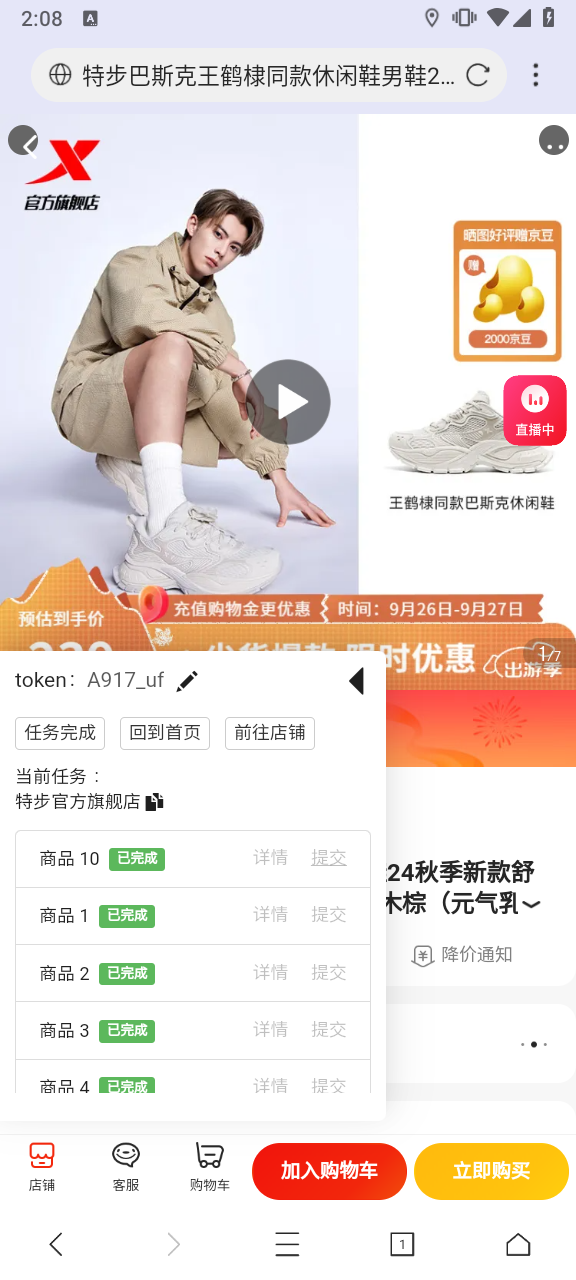 2:08
A
特步巴斯克王鹤棣同款休闲鞋男鞋2...
官方旗舰店
晒图好评赠京豆
赠
2000京豆
直播中
王鹤棣同款巴斯克休闲鞋
预估到手价
充值购物金更优惠
时间：9月26日-9月27日
限时优惠
出游季
1/7
token： A917_uf
任务完成 回到首页 前往店铺
当前任务 ：
特步官方旗舰店
商品 10 已完成 详情 提交
商品 1 已完成 详情 提交
商品 2 已完成 详情 提交
商品 3 已完成 详情 提交
商品 4 已完成 详情 提交
24秋季新款舒
木棕（元气乳
降价通知
店铺 客服 购物车 加入购物车 立即购买
1